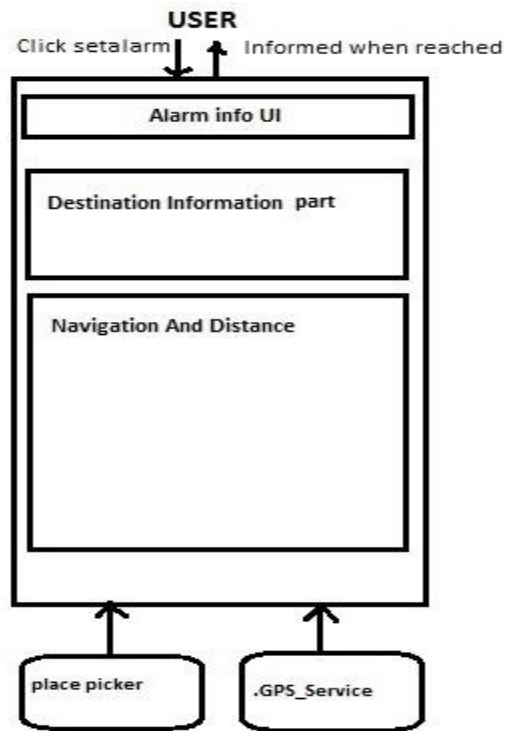 USER
Click setalarm
Informed when reached
Alarm info UI
Destination Information part
Navigation And Distance
place picker
.GPS_Service